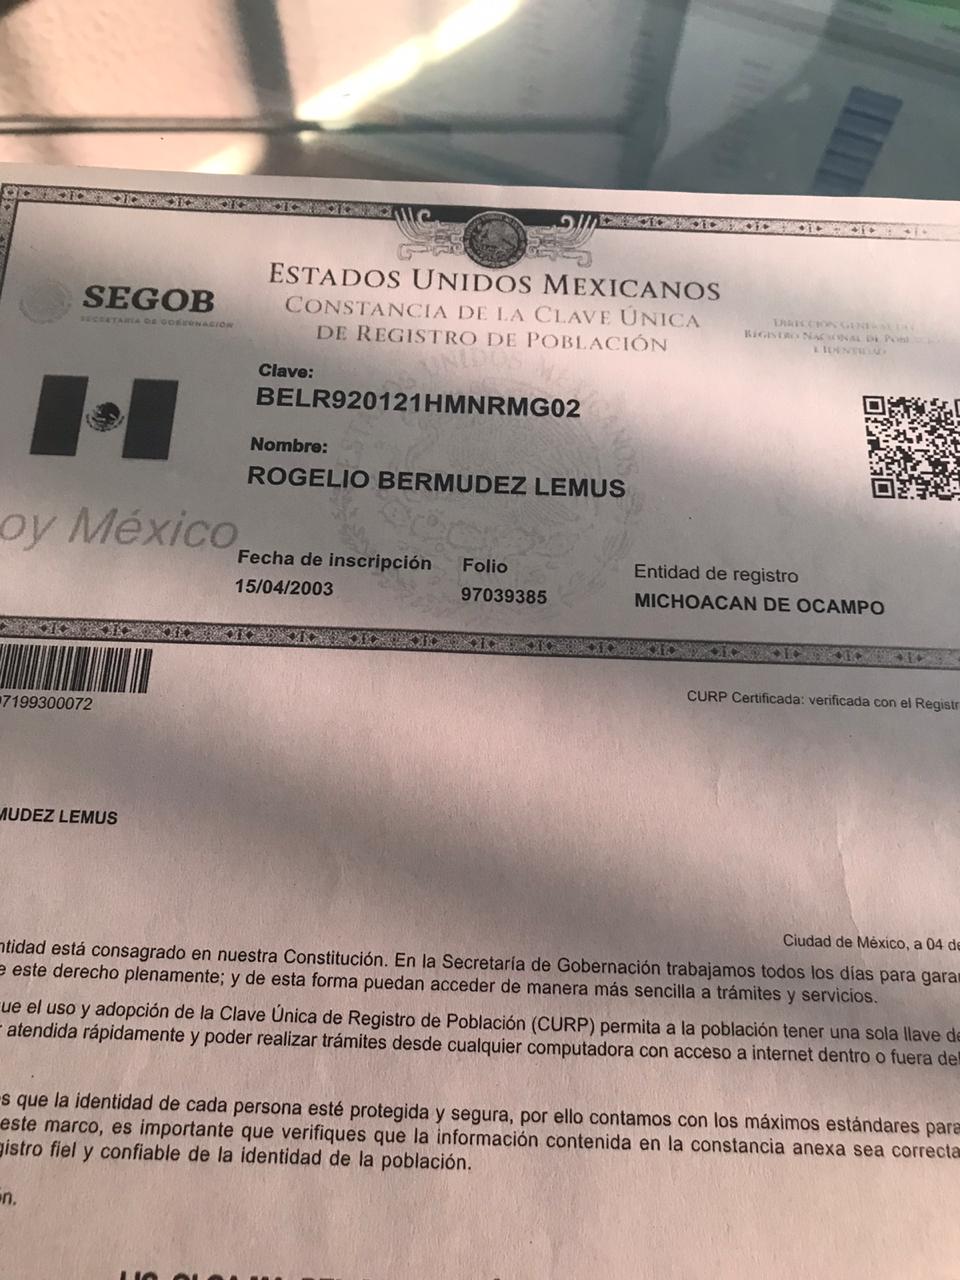 ESTADOS UNIDOS MEXICANOS
CONSTANCIA DE LA CLAVE ÚNICA
DE REGISTRO DE POBLACIÓN
SEGOB
SECRETARÍA DE GOBERNACIÓN
DIRECCIÓN GENERAL DEL
REGISTRO NACIONAL DE
E IDENTIDAD
Clave:
BELR920121HMNRMG02
Nombre:
ROGELIO BERMUDEZ LEMUS
oy México
Fecha de inscripción
15/04/2003
Folio
97039385
Entidad de registro
MICHOACAN DE OCAMPO
07199300072
CURP Certificada: verificada con el Registr
MUDEZ LEMUS
Ciudad de México, a 04 de
ntidad está consagrado en nuestra Constitución. En la Secretaría de Gobernación trabajamos todos los días para garan
e este derecho plenamente; y de esta forma puedan acceder de manera más sencilla a trámites y servicios.
ue el uso y adopción de la Clave Única de Registro de Población (CURP) permita a la población tener una sola llave de
r atendida rápidamente y poder realizar trámites desde cualquier computadora con acceso a internet dentro o fuera del
s que la identidad de cada persona esté protegida y segura, por ello contamos con los máximos estándares para
este marco, es importante que verifiques que la información contenida en la constancia anexa sea correcta
gistro fiel y confiable de la identidad de la población.
ón.